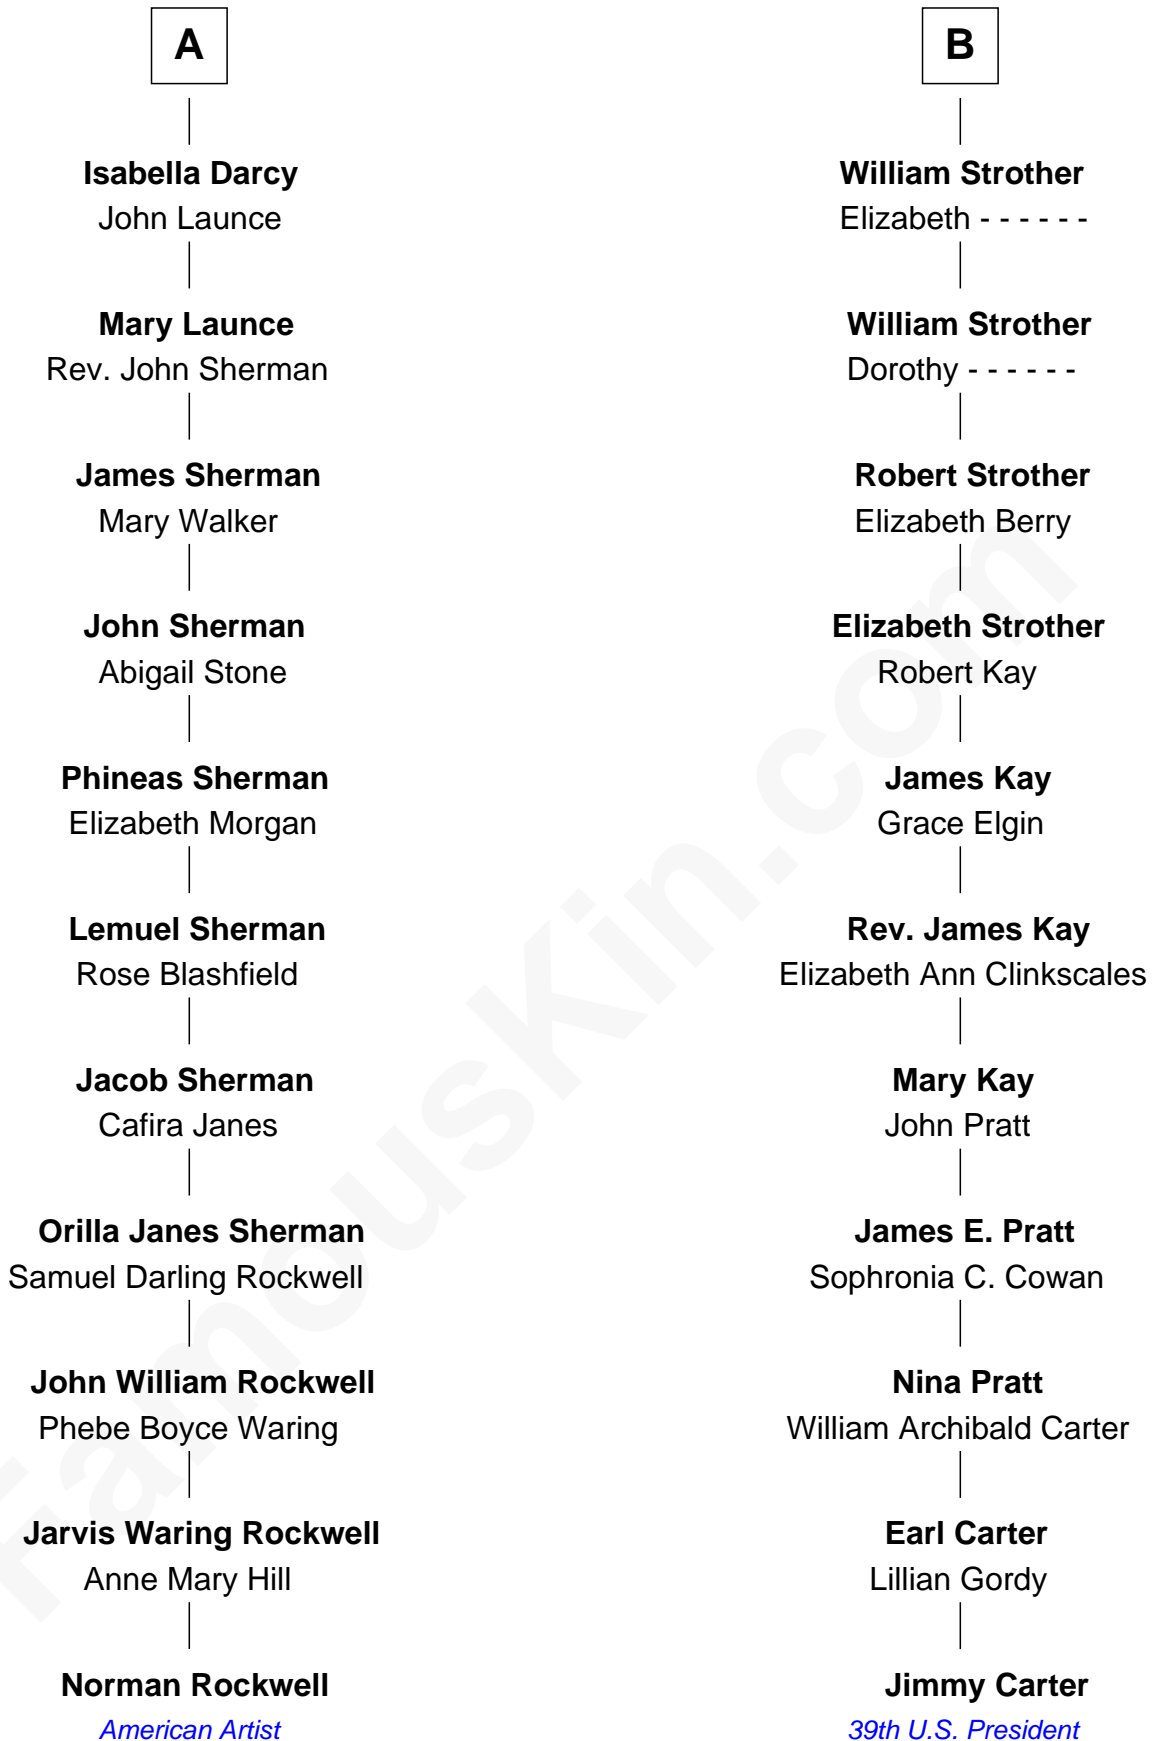 A
Isabella Darcy
John Launce
Mary Launce
Rev. John Sherman
James Sherman
Mary Walker
John Sherman
Abigail Stone
Phineas Sherman
Elizabeth Morgan
Lemuel Sherman
Rose Blashfield
Jacob Sherman
Cafira Janes
Orilla Janes Sherman
Samuel Darling Rockwell
John William Rockwell
Phebe Boyce Waring
Jarvis Waring Rockwell
Anne Mary Hill
Norman Rockwell
American Artist
B
William Strother
Elizabeth - - - - - -
William Strother
Dorothy - - - - - -
Robert Strother
Elizabeth Berry
Elizabeth Strother
Robert Kay
James Kay
Grace Elgin
Rev. James Kay
Elizabeth Ann Clinkscales
Mary Kay
John Pratt
James E. Pratt
Sophronia C. Cowan
Nina Pratt
William Archibald Carter
Earl Carter
Lillian Gordy
Jimmy Carter
39th U.S. President
FamousKin.com